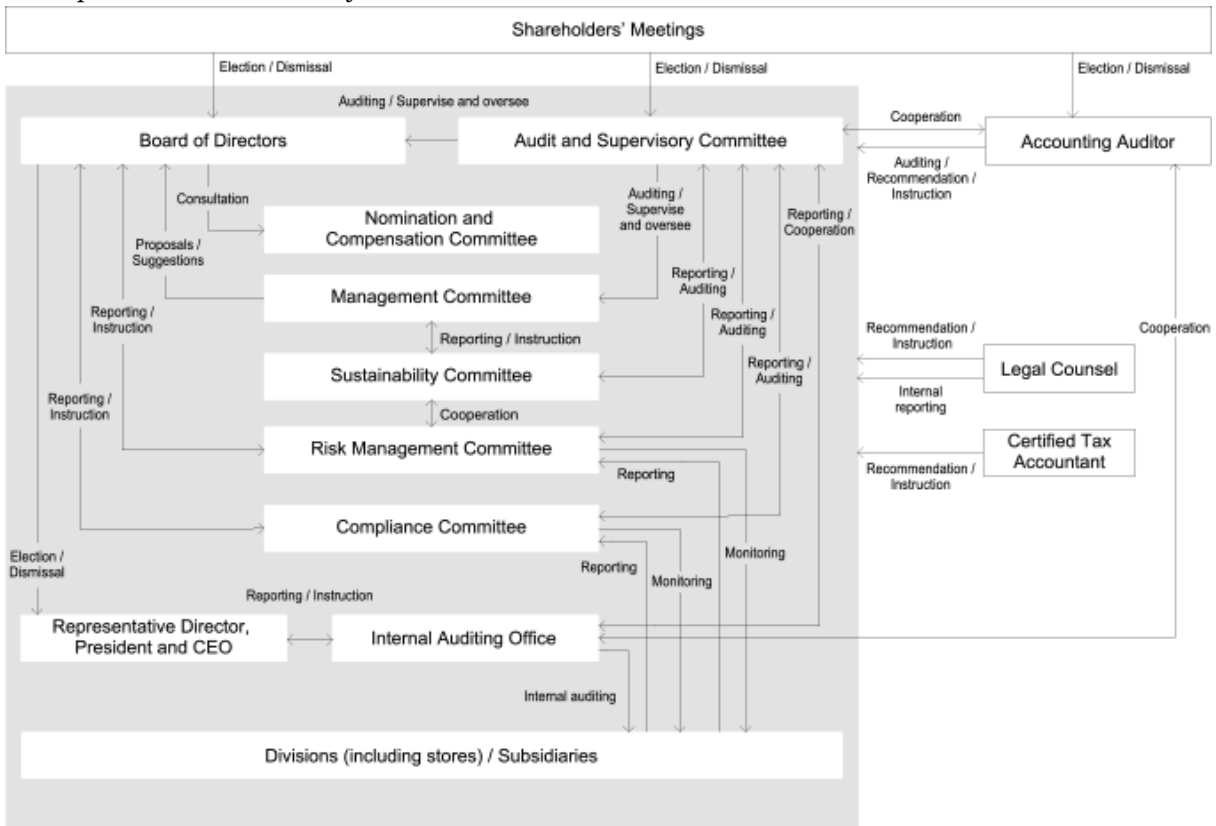 Shareholders' Meetings
Election / Dismissal
Election / Dismissal
Election / Dismissal
Auditing / Supervise and oversee
Board of Directors
Audit and Supervisory Committee
Cooperation
Accounting Auditor
Auditing /
Recommendation /
Instruction
Consultation
Nomination and
Compensation Committee
Auditing /
Supervise
and oversee
Reporting /
Cooperation
Proposals /
Suggestions
Management Committee
Reporting /
Auditing
Reporting /
Instruction
Reporting / Instruction
Reporting /
Auditing
Recommendation /
Instruction
Cooperation
Sustainability Committee
Reporting /
Auditing
Legal Counsel
Internal
reporting
Reporting /
Instruction
Cooperation
Risk Management Committee
Reporting
Certified Tax
Accountant
Recommendation /
Instruction
Compliance Committee
Election /
Dismissal
Reporting
Monitoring
Monitoring
Reporting / Instruction
Representative Director,
President and CEO
Internal Auditing Office
Internal auditing
Divisions (including stores) / Subsidiaries